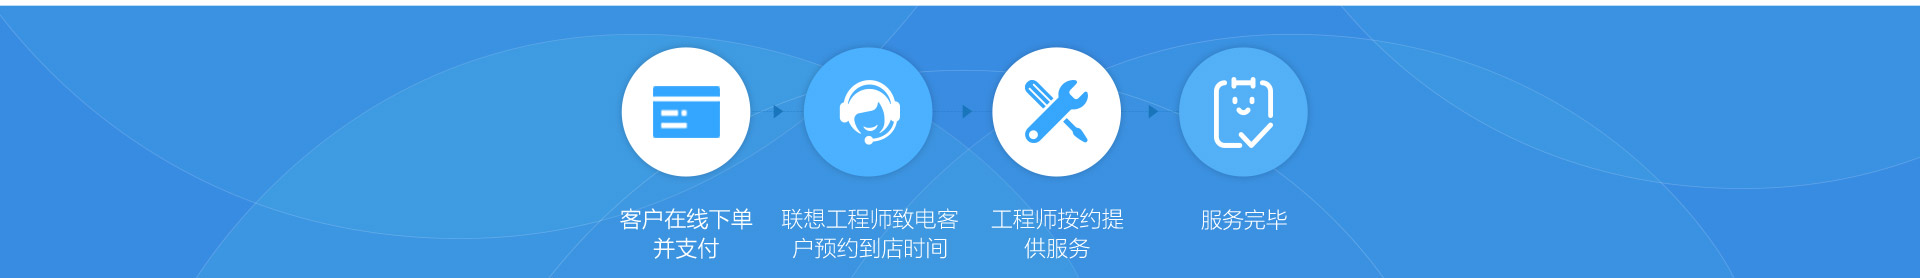 客户在线下单
并支付
联想工程师致电客
户预约到店时间
工程师按约提
供服务
服务完毕